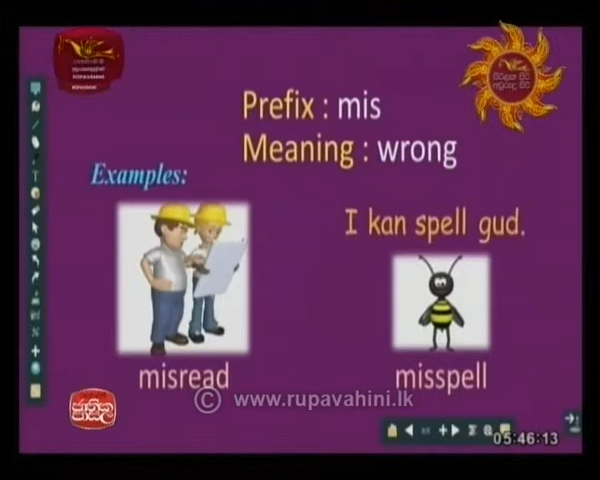 Prefix : mis
Meaning : wrong
Examples:
I kan spell gud.
misread
misspell
© www.rupavahini.lk
05:46:13